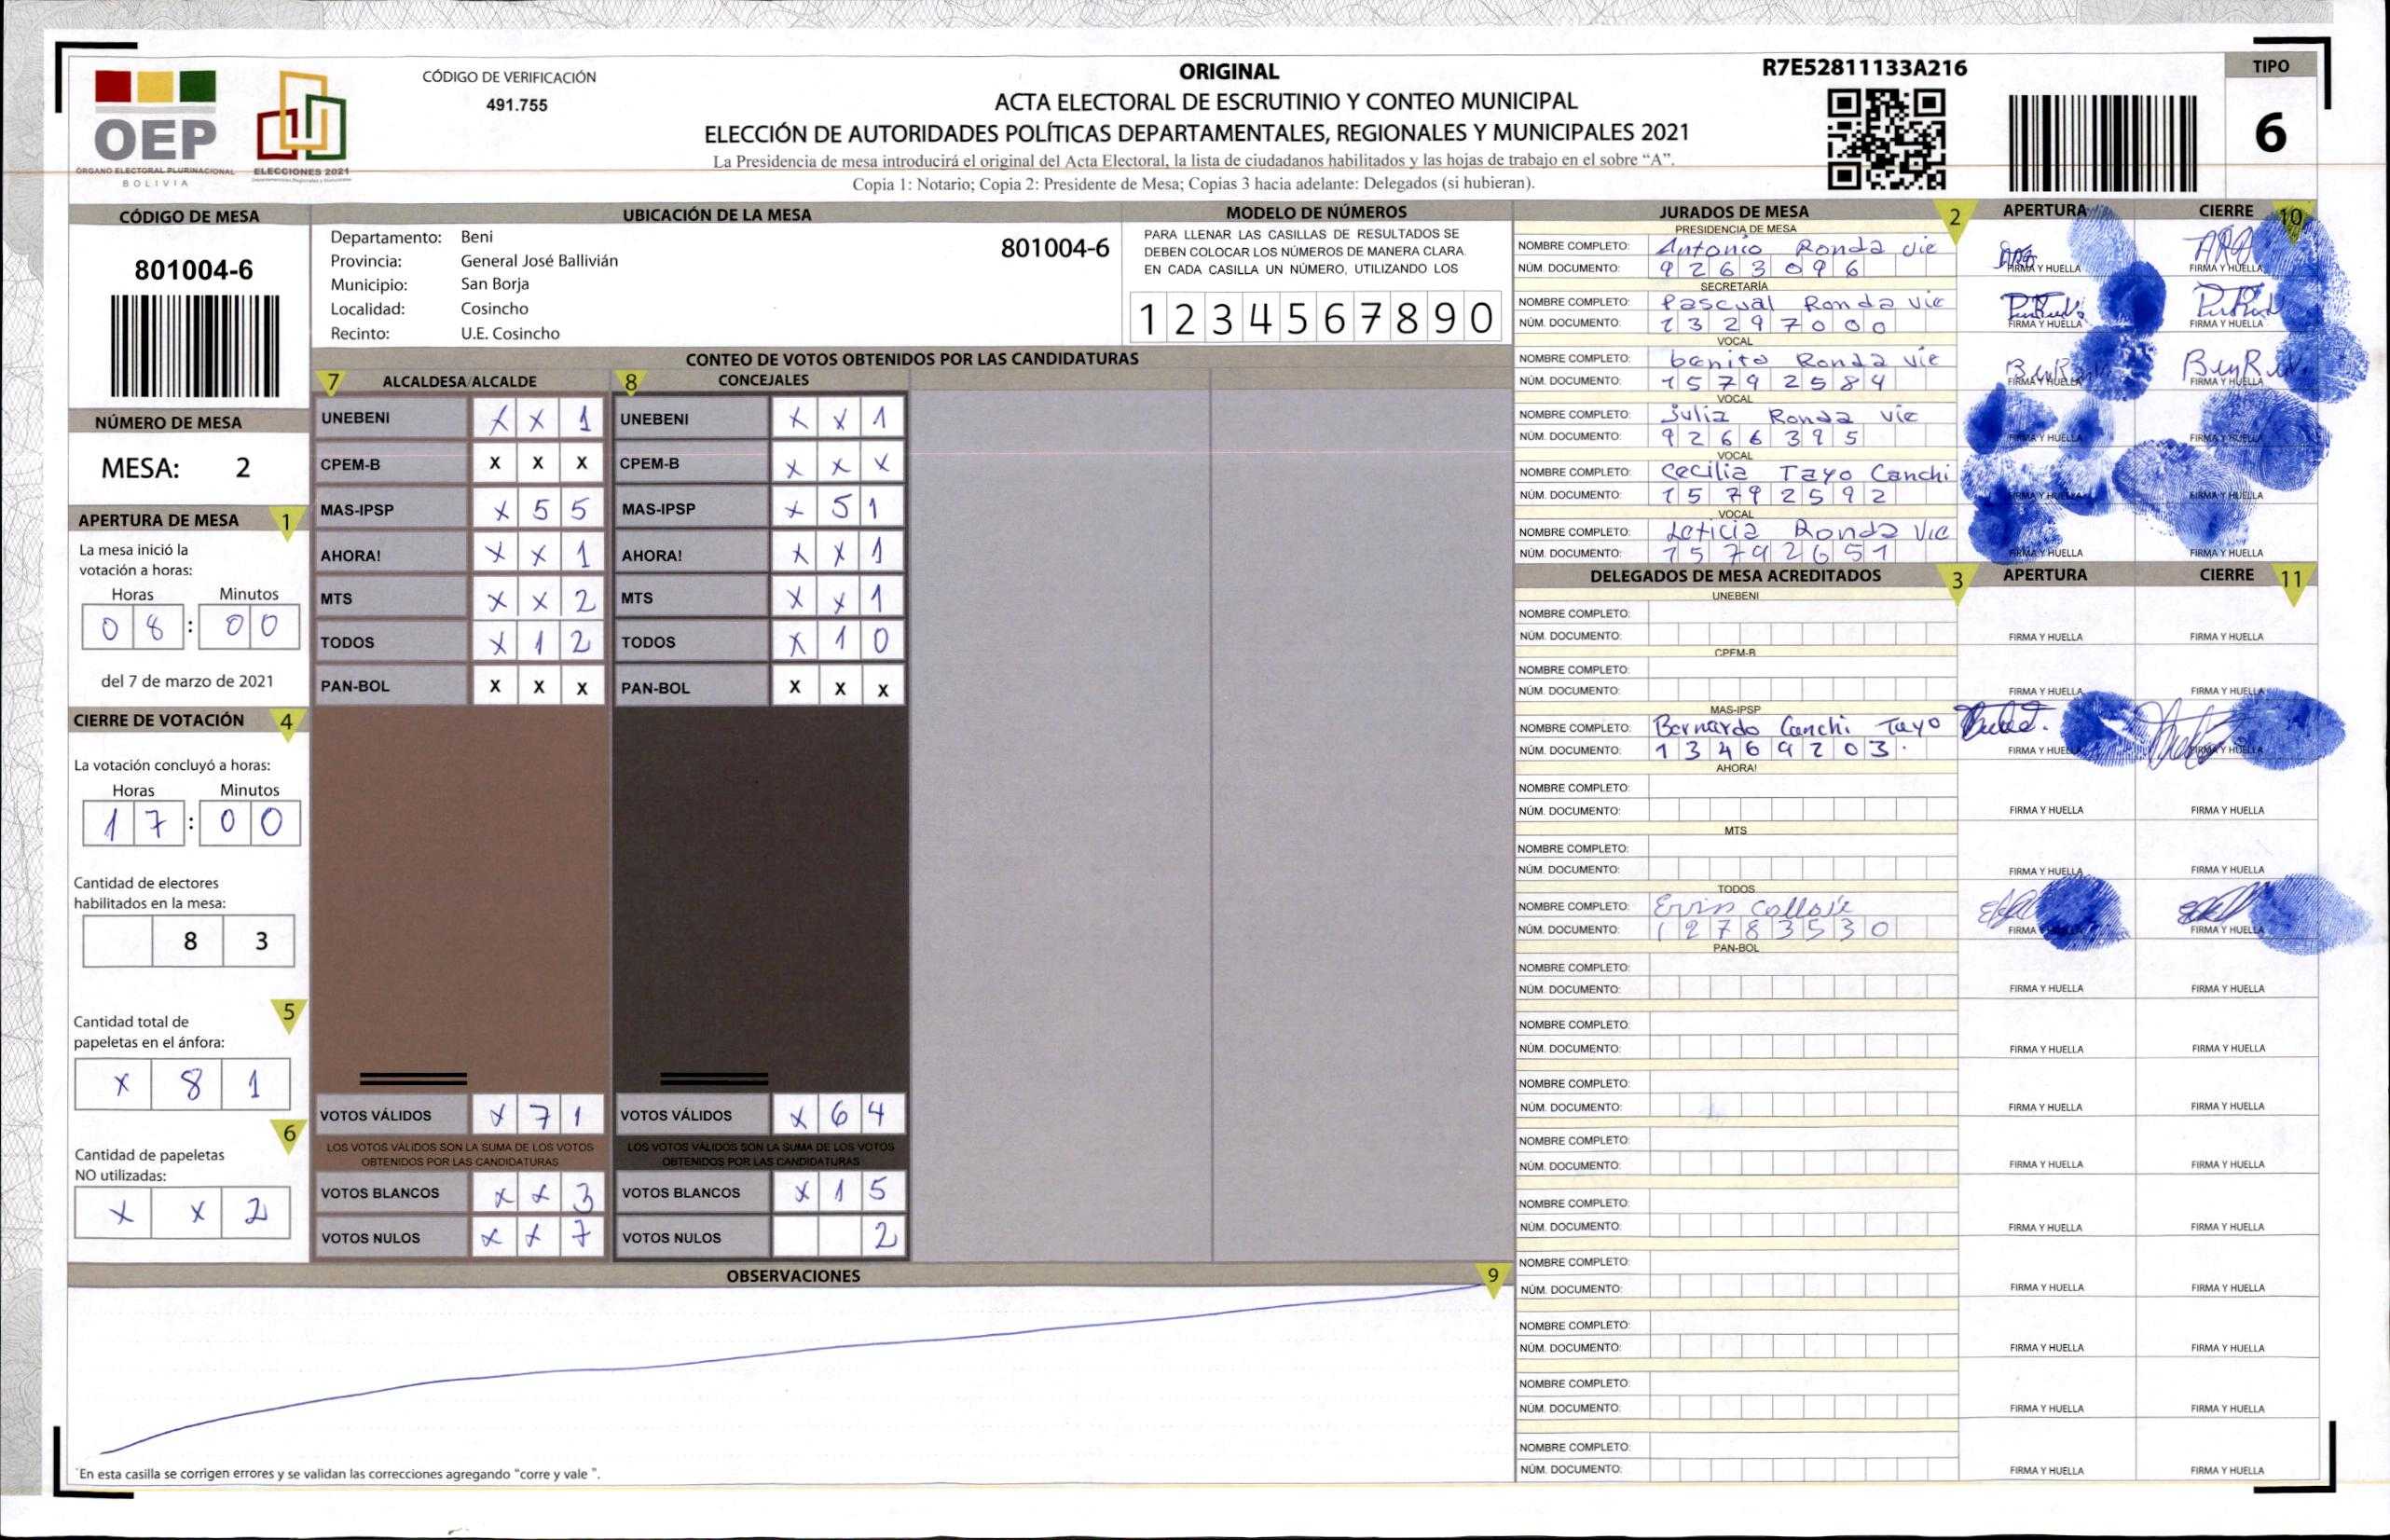 OEP
ÓRGANO ELECTORAL PLURINACIONAL
BOLIVIA
ELECCIONES 2021
CÓDIGO DE VERIFICACIÓN
491.755
ORIGINAL
ACTA ELECTORAL DE ESCRUTINIO Y CONTEO MUNICIPAL
ELECCIÓN DE AUTORIDADES POLÍTICAS DEPARTAMENTALES, REGIONALES Y MUNICIPALES 2021
La Presidencia de mesa introducirá el original del Acta Electoral, la lista de ciudadanos habilitados y las hojas de trabajo en el sobre “A”.
Copia 1: Notario; Copia 2: Presidente de Mesa; Copias 3 hacia adelante: Delegados (si hubieran).
R7E52811133A216
TIPO
6
CÓDIGO DE MESA
801004-6
NÚMERO DE MESA
MESA: 2
APERTURA DE MESA 1
La mesa inició la
votación a horas:
Horas Minutos
0 8 : 0 0
del 7 de marzo de 2021
CIERRE DE VOTACIÓN 4
La votación concluyó a horas:
Horas Minutos
1 7 : 0 0
Cantidad de electores
habilitados en la mesa:
8 3
5
Cantidad total de
papeletas en el ánfora:
x 8 1
6
Cantidad de papeletas
NO utilizadas:
x x 2
UBICACIÓN DE LA MESA
Departamento: Beni
Provincia: General José Ballivián
Municipio: San Borja
Localidad: Cosincho
Recinto: U.E. Cosincho
801004-6
MODELO DE NÚMEROS
PARA LLENAR LAS CASILLAS DE RESULTADOS SE
DEBEN COLOCAR LOS NÚMEROS DE MANERA CLARA.
EN CADA CASILLA UN NÚMERO, UTILIZANDO LOS
1 2 3 4 5 6 7 8 9 0
CONTEO DE VOTOS OBTENIDOS POR LAS CANDIDATURAS
7 ALCALDESA/ALCALDE 8 CONCEJALES
UNEBENI x x 1 UNEBENI x x 1
CPEM-B X X X CPEM-B x x x
MAS-IPSP x 5 5 MAS-IPSP x 5 1
AHORA! x x 1 AHORA! x x 1
MTS x x 2 MTS x x 1
TODOS x 1 2 TODOS x 1 0
PAN-BOL X X X PAN-BOL X X X
VOTOS VÁLIDOS x 7 1 VOTOS VÁLIDOS x 6 4
LOS VOTOS VÁLIDOS SON LA SUMA DE LOS VOTOS
OBTENIDOS POR LAS CANDIDATURAS
LOS VOTOS VÁLIDOS SON LA SUMA DE LOS VOTOS
OBTENIDOS POR LAS CANDIDATURAS
VOTOS BLANCOS x x 3 VOTOS BLANCOS x 1 5
VOTOS NULOS x x 7 VOTOS NULOS 2
OBSERVACIONES 9
En esta casilla se corrigen errores y se validan las correcciones agregando “corre y vale ”.
JURADOS DE MESA 2 APERTURA CIERRE 10
PRESIDENCIA DE MESA
NOMBRE COMPLETO: Antonio Ronda vie
NÚM. DOCUMENTO: 9263096 FIRMA Y HUELLA FIRMA Y HUELLA
SECRETARÍA
NOMBRE COMPLETO: Pascual Ronda vie
NÚM. DOCUMENTO: 13297000 FIRMA Y HUELLA FIRMA Y HUELLA
VOCAL
NOMBRE COMPLETO: benito Ronda vie
NÚM. DOCUMENTO: 15792584 FIRMA Y HUELLA FIRMA Y HUELLA
VOCAL
NOMBRE COMPLETO: Julia Ronda vie
NÚM. DOCUMENTO: 9266395 FIRMA Y HUELLA FIRMA Y HUELLA
VOCAL
NOMBRE COMPLETO: Cecilia Tayo Canchi
NÚM. DOCUMENTO: 15792592 FIRMA Y HUELLA FIRMA Y HUELLA
VOCAL
NOMBRE COMPLETO: Leticia Ronda Vie
NÚM. DOCUMENTO: 15792651 FIRMA Y HUELLA FIRMA Y HUELLA
DELEGADOS DE MESA ACREDITADOS 3 APERTURA CIERRE 11
UNEBENI
NOMBRE COMPLETO:
NÚM. DOCUMENTO: FIRMA Y HUELLA FIRMA Y HUELLA
CPEM-B
NOMBRE COMPLETO:
NÚM. DOCUMENTO: FIRMA Y HUELLA FIRMA Y HUELLA
MAS-IPSP
NOMBRE COMPLETO: Bernardo Canchi Tayo
NÚM. DOCUMENTO: 13469203. FIRMA Y HUELLA FIRMA Y HUELLA
AHORA!
NOMBRE COMPLETO:
NÚM. DOCUMENTO: FIRMA Y HUELLA FIRMA Y HUELLA
MTS
NOMBRE COMPLETO:
NÚM. DOCUMENTO: FIRMA Y HUELLA FIRMA Y HUELLA
TODOS
NOMBRE COMPLETO: Ervin
NÚM. DOCUMENTO: 12783530 FIRMA Y HUELLA FIRMA Y HUELLA
PAN-BOL
NOMBRE COMPLETO:
NÚM. DOCUMENTO: FIRMA Y HUELLA FIRMA Y HUELLA
NOMBRE COMPLETO:
NÚM. DOCUMENTO: FIRMA Y HUELLA FIRMA Y HUELLA
NOMBRE COMPLETO:
NÚM. DOCUMENTO: FIRMA Y HUELLA FIRMA Y HUELLA
NOMBRE COMPLETO:
NÚM. DOCUMENTO: FIRMA Y HUELLA FIRMA Y HUELLA
NOMBRE COMPLETO:
NÚM. DOCUMENTO: FIRMA Y HUELLA FIRMA Y HUELLA
NOMBRE COMPLETO:
NÚM. DOCUMENTO: FIRMA Y HUELLA FIRMA Y HUELLA
NOMBRE COMPLETO:
NÚM. DOCUMENTO: FIRMA Y HUELLA FIRMA Y HUELLA
NOMBRE COMPLETO:
NÚM. DOCUMENTO: FIRMA Y HUELLA FIRMA Y HUELLA
NOMBRE COMPLETO:
NÚM. DOCUMENTO: FIRMA Y HUELLA FIRMA Y HUELLA